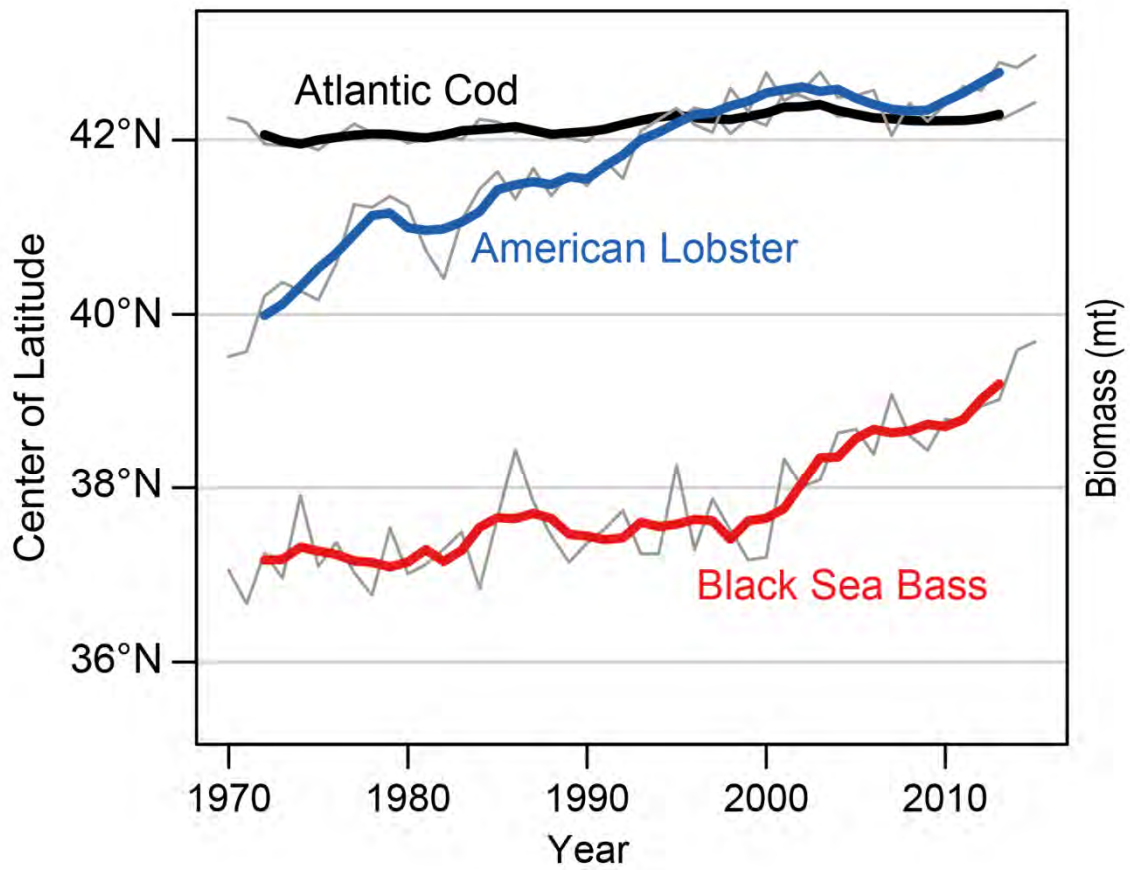 Atlantic Cod
42°N
American Lobster
40°N
Center of Latitude
Biomass (mt)
38°N
Black Sea Bass
36°N
1970
1980
1990
2000
2010
Year